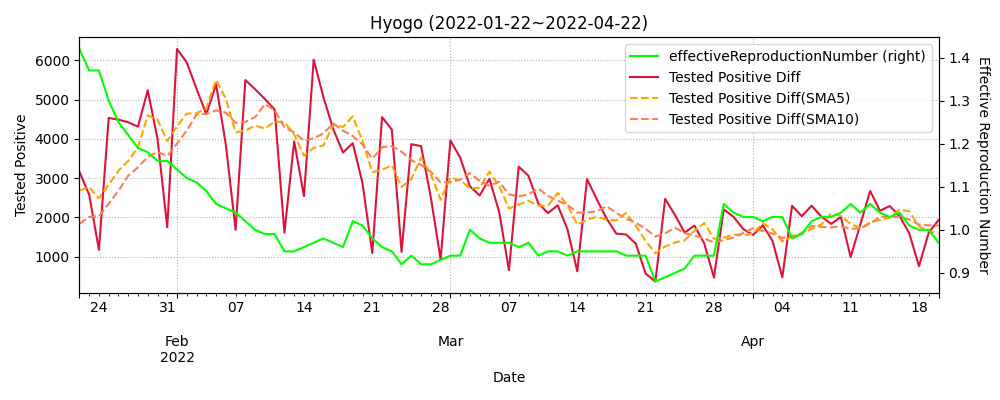 Hyogo (2022-01-22~2022-04-22)
effectiveReproductionNumber (right)
Tested Positive Diff
Tested Positive Diff(SMA5)
Tested Positive Diff(SMA10)
Tested Positive
6000
5000
4000
3000
2000
1000
1.4
1.3
1.2
1.1
1.0
0.9
Effective Reproduction Number
24 31 07 14 21 28 07 14 21 28 04 11 18
Feb Mar Apr
2022
Date